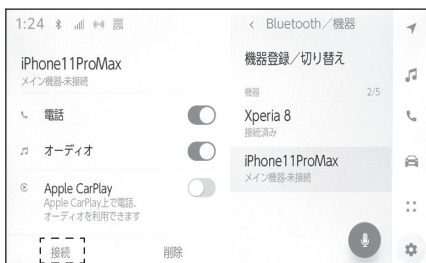 1:24
iPhone11ProMax
メイン機器-未接続
電話
オーディオ
Apple CarPlay
Apple CarPlay上で電話、
オーディオを利用できます
接続
削除
< Bluetooth／機器
機器登録／切り替え
機器 2/5
Xperia 8
接続済み
iPhone11ProMax
メイン機器-未接続